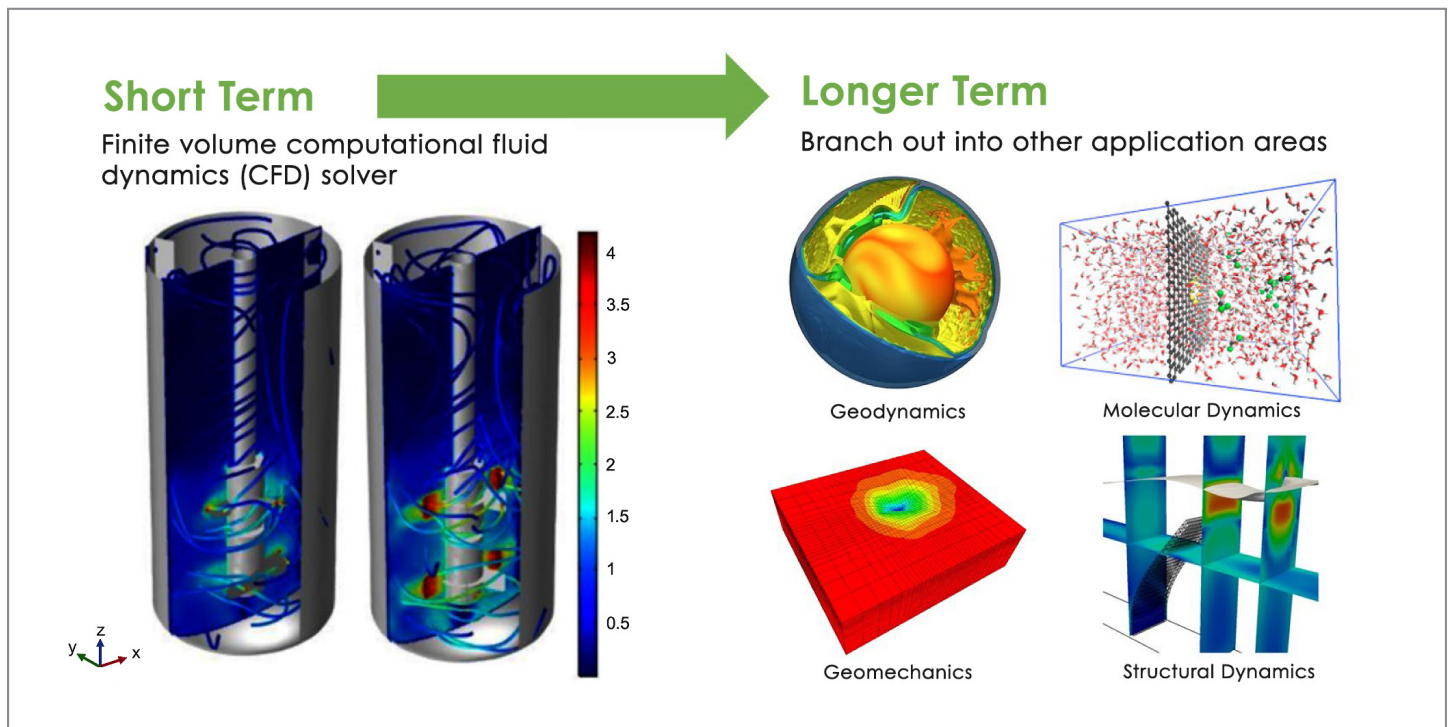 Short Term
Finite volume computational fluid
dynamics (CFD) solver
4
3.5
3
2.5
2
1.5
1
0.5
z
y
x
Longer Term
Branch out into other application areas
Geodynamics
Molecular Dynamics
Geomechanics
Structural Dynamics